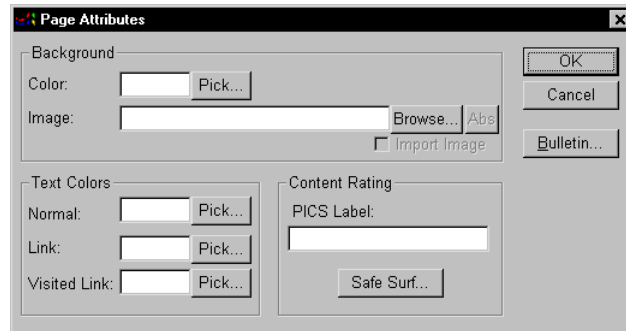 Page Attributes
Background
Color: Pick...
Image: Browse... Abs
Import Image
OK
Cancel
Bulletin...
Text Colors
Normal: Pick...
Link: Pick...
Visited Link: Pick...
Content Rating
PICS Label:
Safe Surf...